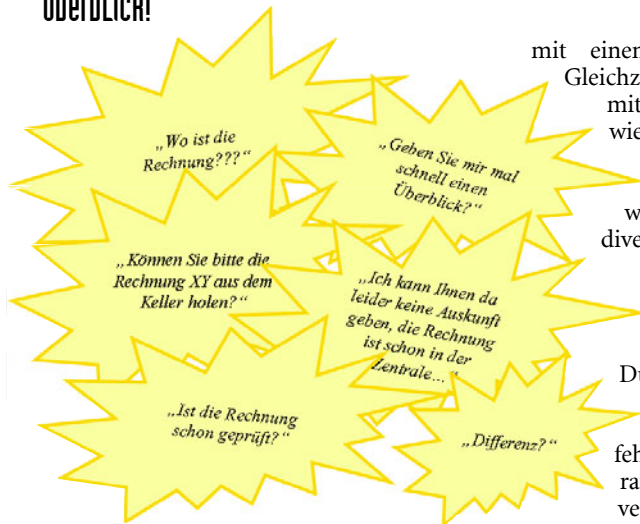 Überblick!
„Wo ist die
Rechnung???“
„Geben Sie mir mal
schnell einen
Überblick?“
„Können Sie bitte die
Rechnung XY aus dem
Keller holen?“
„Ich kann Ihnen da
leider keine Auskunft
geben, die Rechnung
ist schon in der
Zentrale...“
„Ist die Rechnung
schon geprüft?“
„Differenz?“
mit einem
Gleichz
mit
wie
w
dive
Du
feh
ra
ve